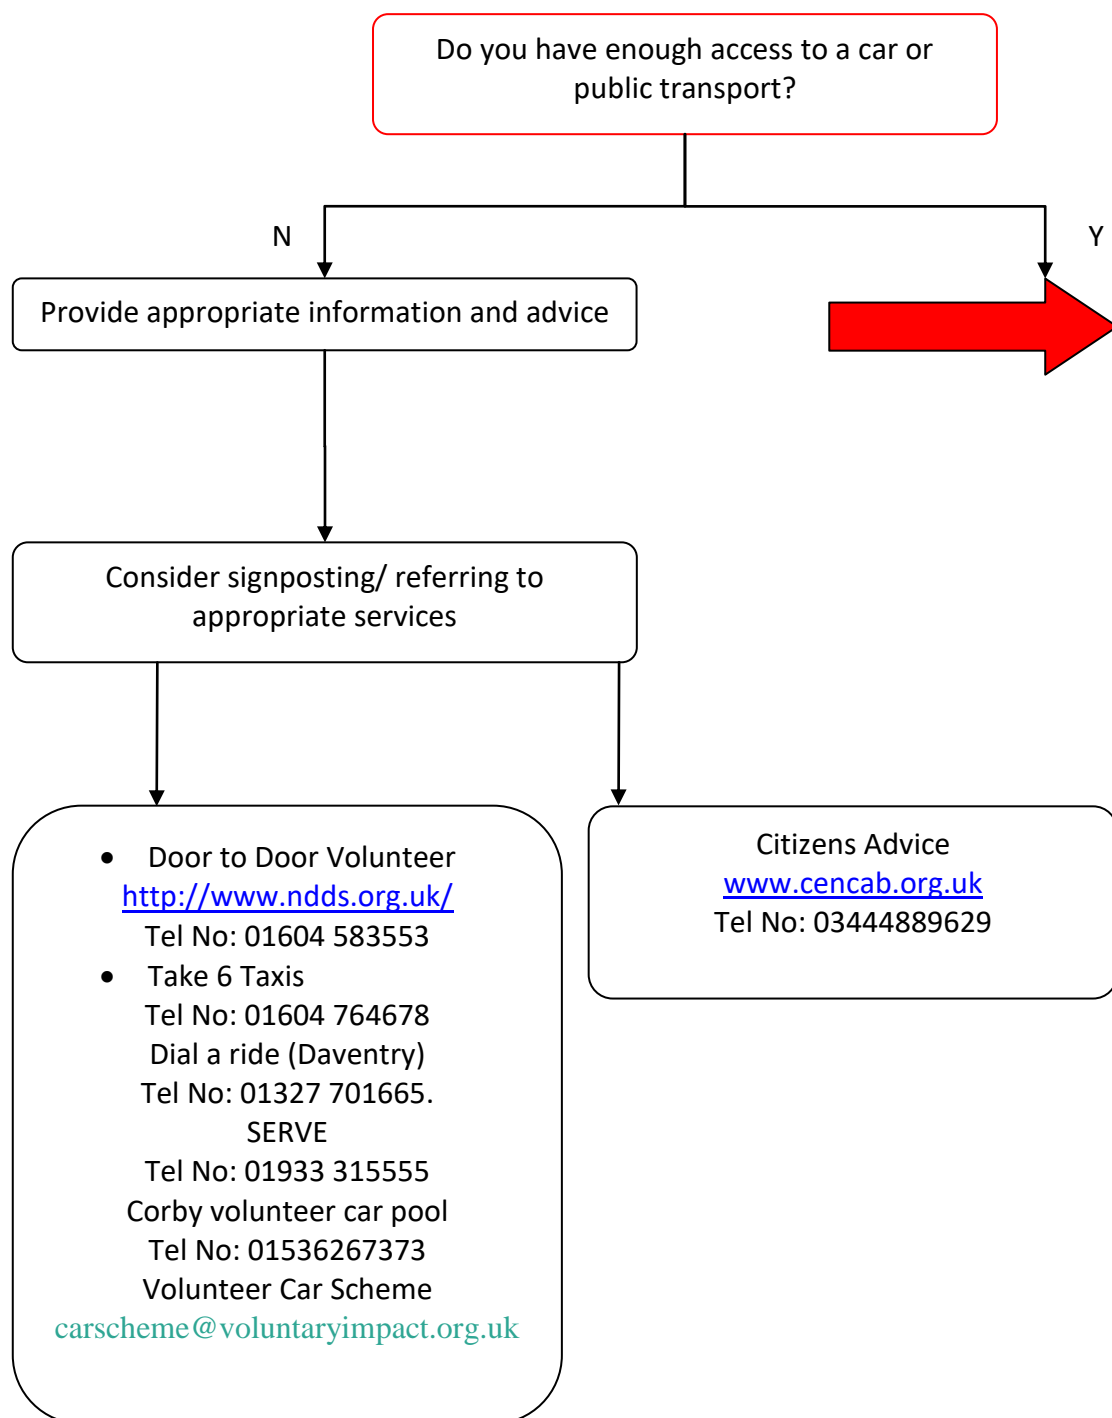 Do you have enough access to a car or
public transport?
N
Y
Provide appropriate information and advice
Consider signposting/ referring to
appropriate services
• Door to Door Volunteer
http://www.ndds.org.uk/
Tel No: 01604 583553
• Take 6 Taxis
Tel No: 01604 764678
Dial a ride (Daventry)
Tel No: 01327 701665.
SERVE
Tel No: 01933 315555
Corby volunteer car pool
Tel No: 01536267373
Volunteer Car Scheme
carscheme@voluntaryimpact.org.uk
Citizens Advice
www.cencab.org.uk
Tel No: 03444889629